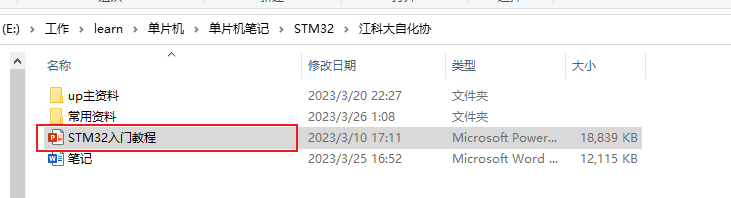 (E:) > 工作 > learn > 单片机 > 单片机笔记 > STM32 > 江科大自化协
名称 修改日期 类型 大小
up主资料 2023/3/20 22:27 文件夹
常用资料 2023/3/26 1:08 文件夹
STM32入门教程 2023/3/10 17:11 Microsoft Power... 18,839 KB
笔记 2023/3/25 16:52 Microsoft Word ... 12,115 KB